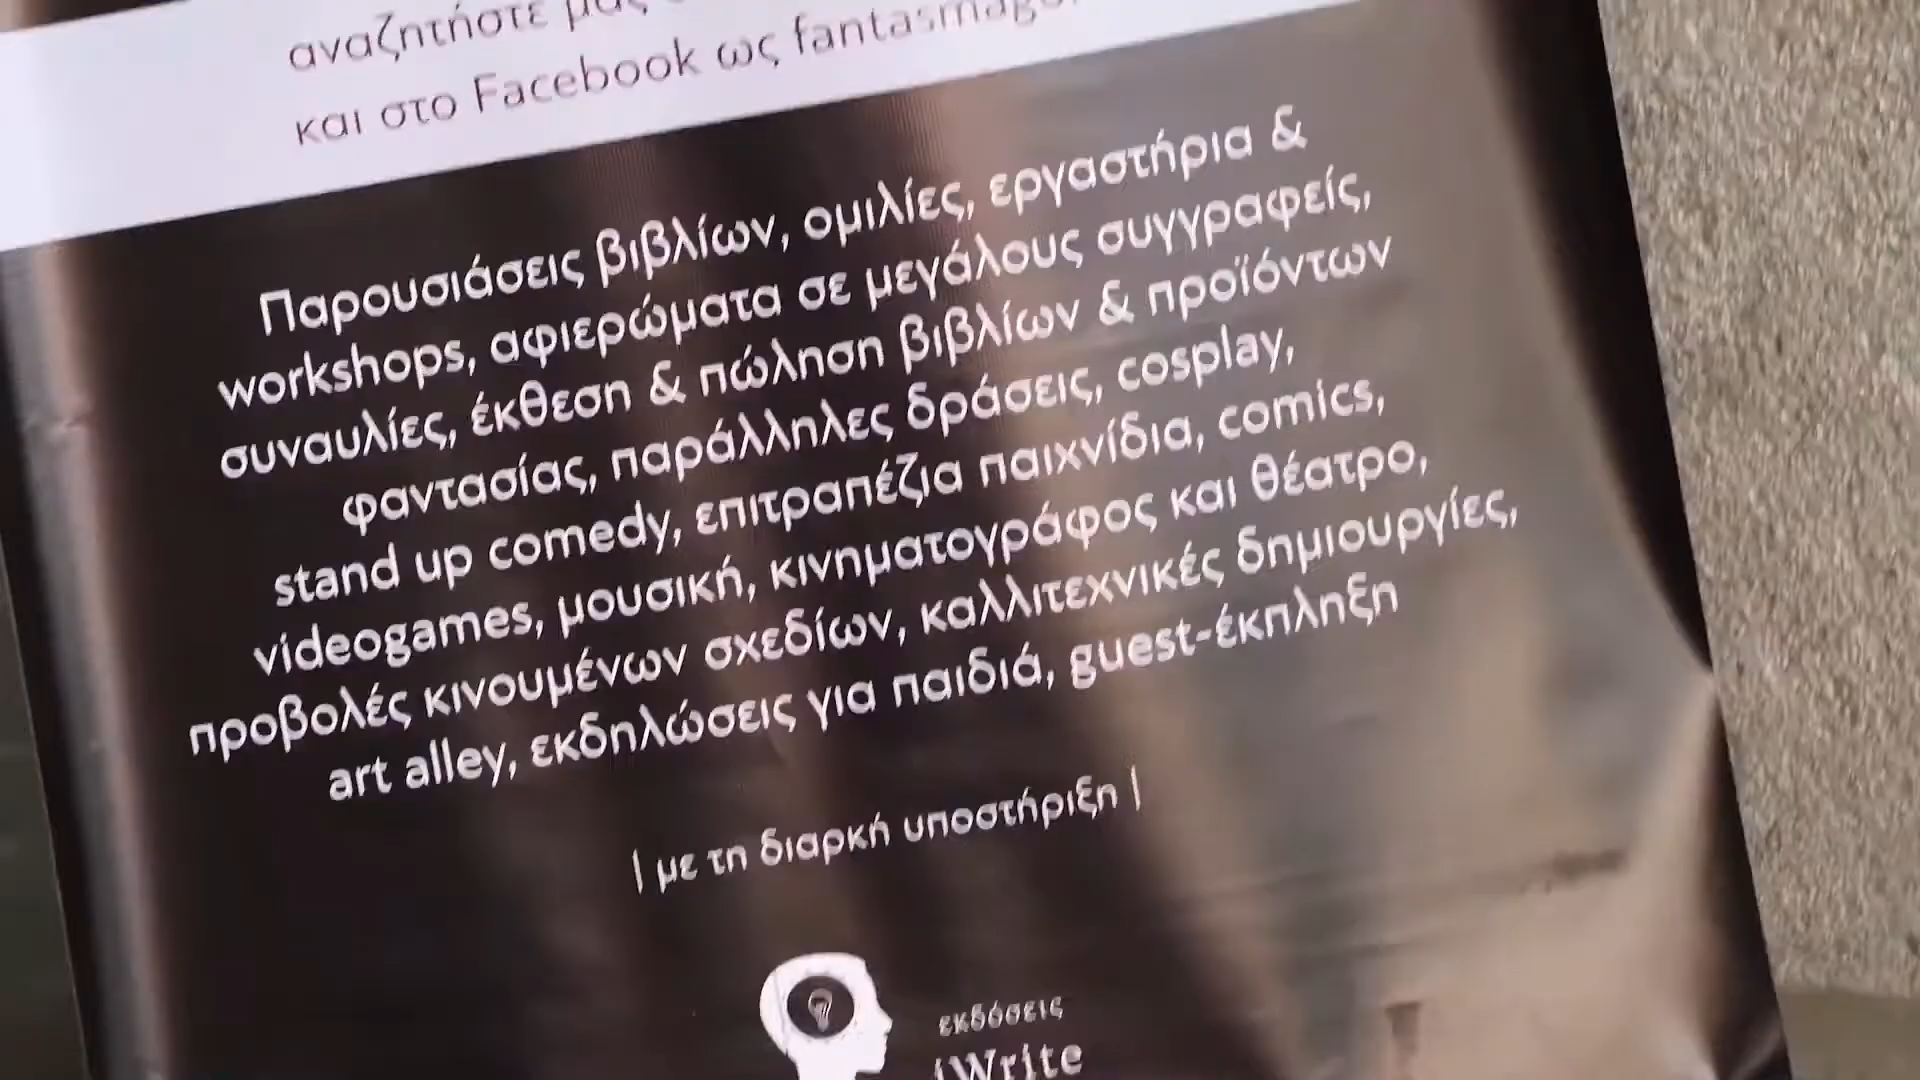 αναζητήστε μας
και στο Facebook ως
Παρουσιάσεις βιβλίων, ομιλίες, εργαστήρια &
workshops, αφιερώματα σε μεγάλους συγγραφείς,
συναυλίες, έκθεση & πώληση βιβλίων & προϊόντων
φαντασίας, παράλληλες δράσεις, cosplay,
stand up comedy, επιτραπέζια παιχνίδια, comics,
videogames, μουσική, κινηματογράφος και θέατρο,
προβολές κινουμένων σχεδίων, καλλιτεχνικές δημιουργίες,
art alley, εκδηλώσεις για παιδιά, guest-έκπληξη
| με τη διαρκή υποστήριξη |
εκδόσεις
iWrite